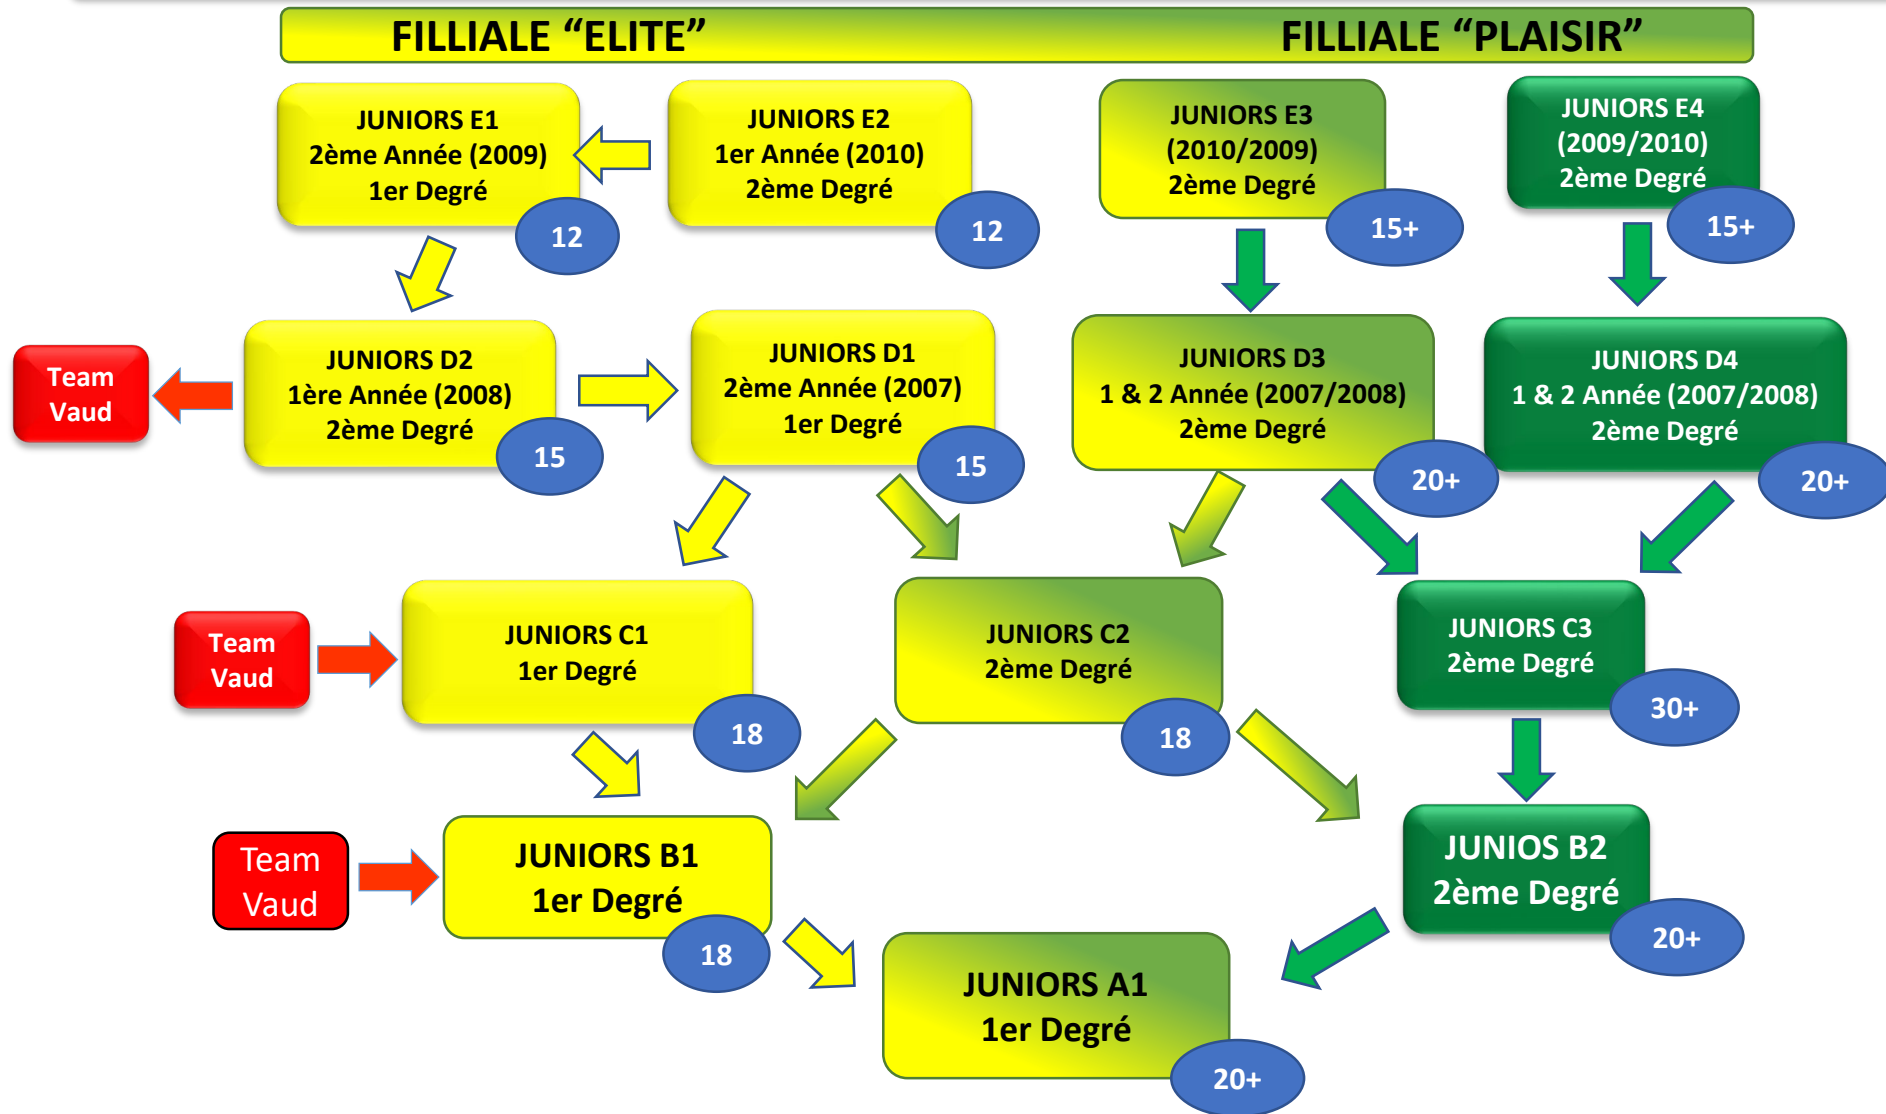 FILLIALE “ELITE”
FILLIALE “PLAISIR”
JUNIORS E1
2ème Année (2009)
1er Degré
12
JUNIORS E2
1er Année (2010)
2ème Degré
12
JUNIORS E3
(2010/2009)
2ème Degré
15+
JUNIORS E4
(2009/2010)
2ème Degré
15+
Team
Vaud
JUNIORS D2
1ère Année (2008)
2ème Degré
15
JUNIORS D1
2ème Année (2007)
1er Degré
15
JUNIORS D3
1 & 2 Année (2007/2008)
2ème Degré
20+
JUNIORS D4
1 & 2 Année (2007/2008)
2ème Degré
20+
Team
Vaud
JUNIORS C1
1er Degré
18
JUNIORS C2
2ème Degré
18
JUNIORS C3
2ème Degré
30+
Team
Vaud
JUNIORS B1
1er Degré
18
JUNIOS B2
2ème Degré
20+
JUNIORS A1
1er Degré
20+